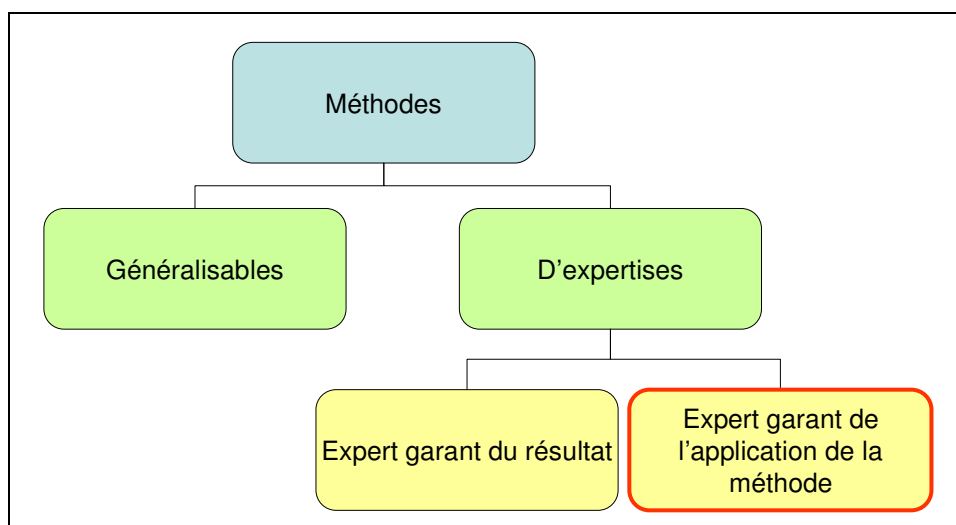 Méthodes
Généralisables
D'expertises
Expert garant du résultat
Expert garant de
l'application de la
méthode